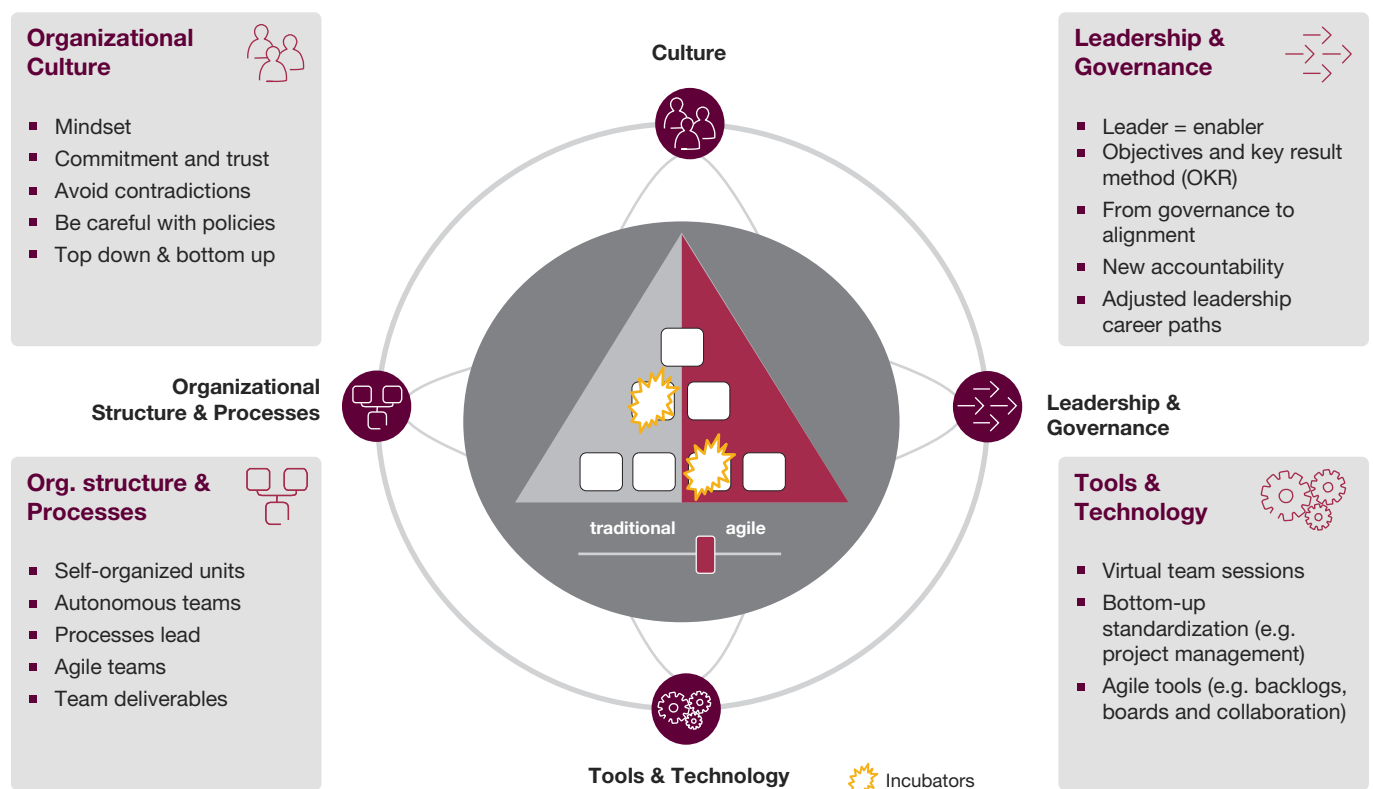 Organizational
Culture
Mindset
Commitment and trust
Avoid contradictions
Be careful with policies
Top down & bottom up
Culture
Leadership &
Governance
Leader = enabler
Objectives and key result
method (OKR)
From governance to
alignment
New accountability
Adjusted leadership
career paths
Organizational
Structure & Processes
Leadership &
Governance
traditional
agile
Org. structure &
Processes
Self-organized units
Autonomous teams
Processes lead
Agile teams
Team deliverables
Tools &
Technology
Virtual team sessions
Bottom-up
standardization (e.g.
project management)
Agile tools (e.g. backlogs,
boards and collaboration)
Tools & Technology
Incubators